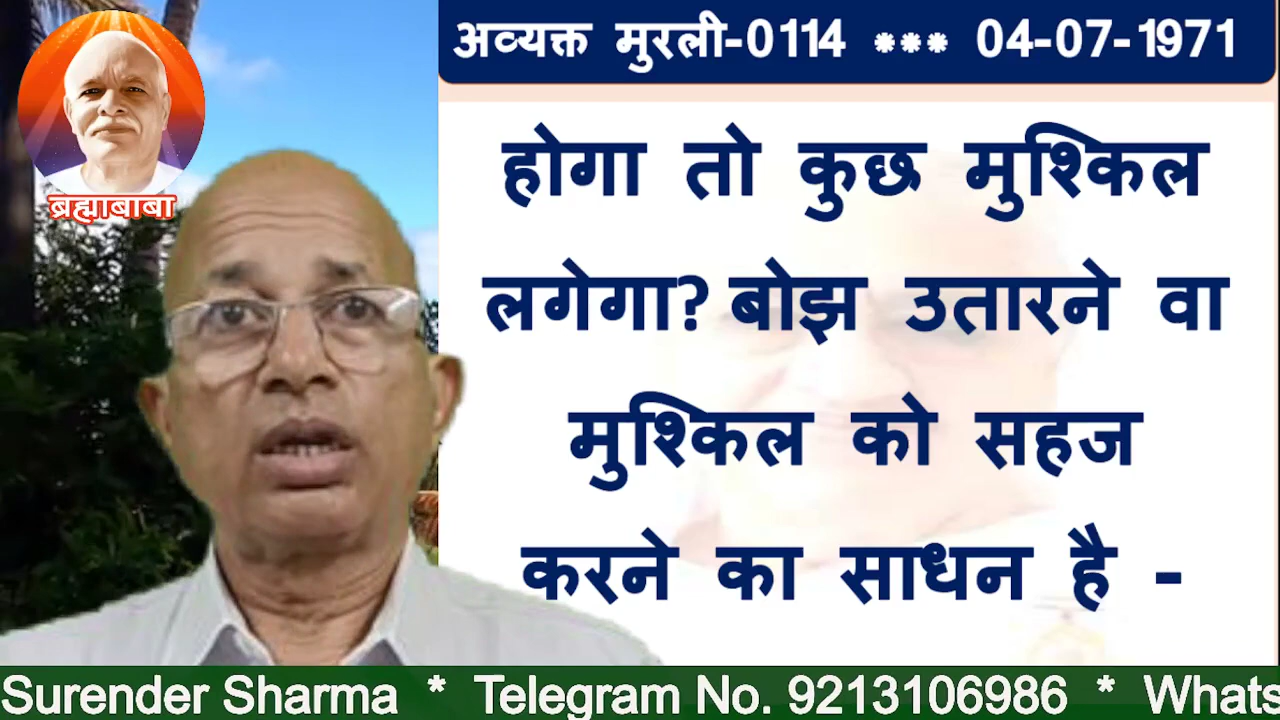 अव्यक्त मुरली-0114 *** 04-07-1971
ब्रह्माबाबा
होगा तो कुछ मुश्किल
लगेगा? बोझ उतारने वा
मुश्किल को सहज
करने का साधन है -
Surender Sharma * Telegram No. 9213106986 * Whats